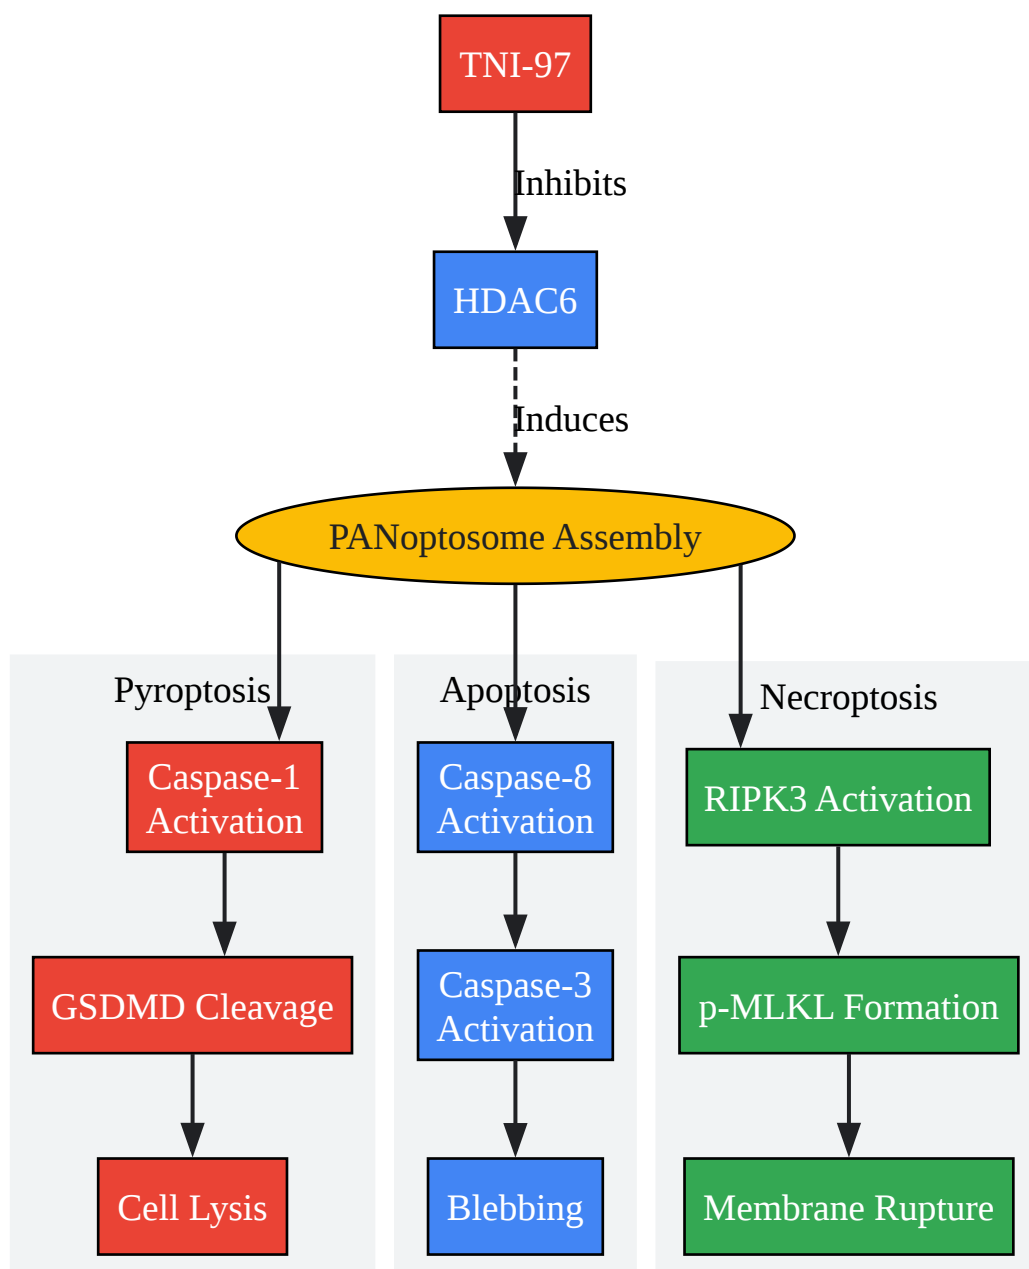 TNI-97
Inhibits
HDAC6
Induces
PANoptosome Assembly
Pyroptosis
Caspase-1
Activation
GSDMD Cleavage
Cell Lysis
Apoptosis
Caspase-8
Activation
Caspase-3
Activation
Blebbing
Necroptosis
RIPK3 Activation
p-MLKL Formation
Membrane Rupture